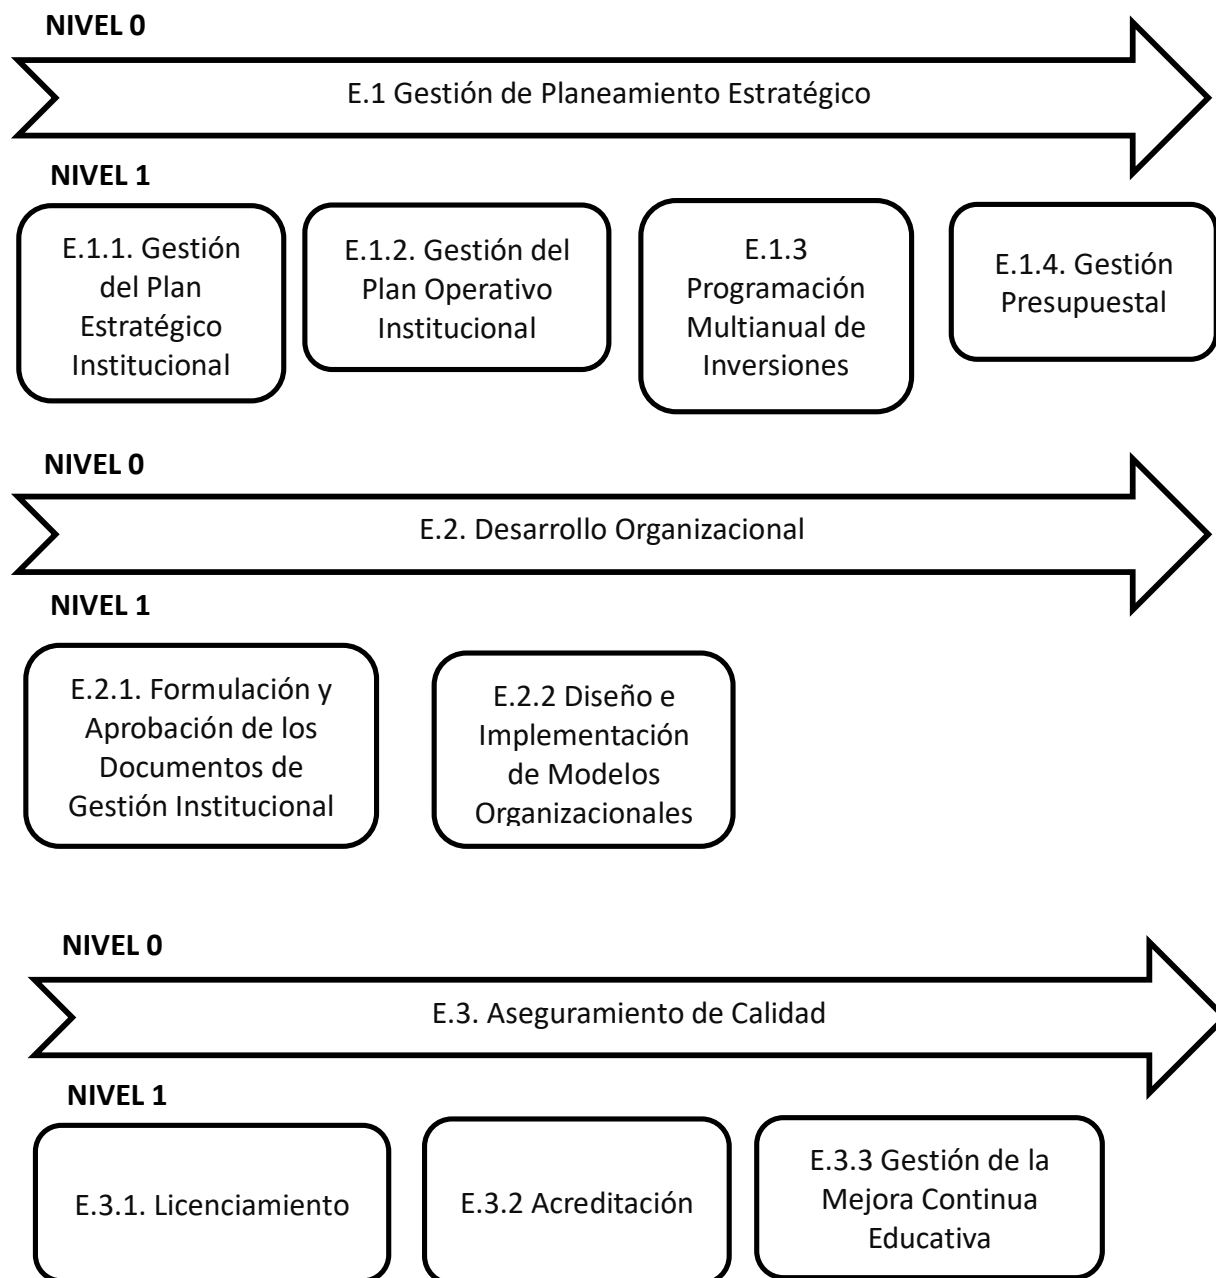 NIVEL 0
E.1 Gestión de Planeamiento Estratégico
NIVEL 1
E.1.1. Gestión
del Plan
Estratégico
Institucional
E.1.2. Gestión del
Plan Operativo
Institucional
E.1.3
Programación
Multianual de
Inversiones
E.1.4. Gestión
Presupuestal
NIVEL 0
E.2. Desarrollo Organizacional
NIVEL 1
E.2.1. Formulación y
Aprobación de los
Documentos de
Gestión Institucional
E.2.2 Diseño e
Implementación
de Modelos
Organizacionales
NIVEL 0
E.3. Aseguramiento de Calidad
NIVEL 1
E.3.1. Licenciamiento
E.3.2 Acreditación
E.3.3 Gestión de la
Mejora Continua
Educativa